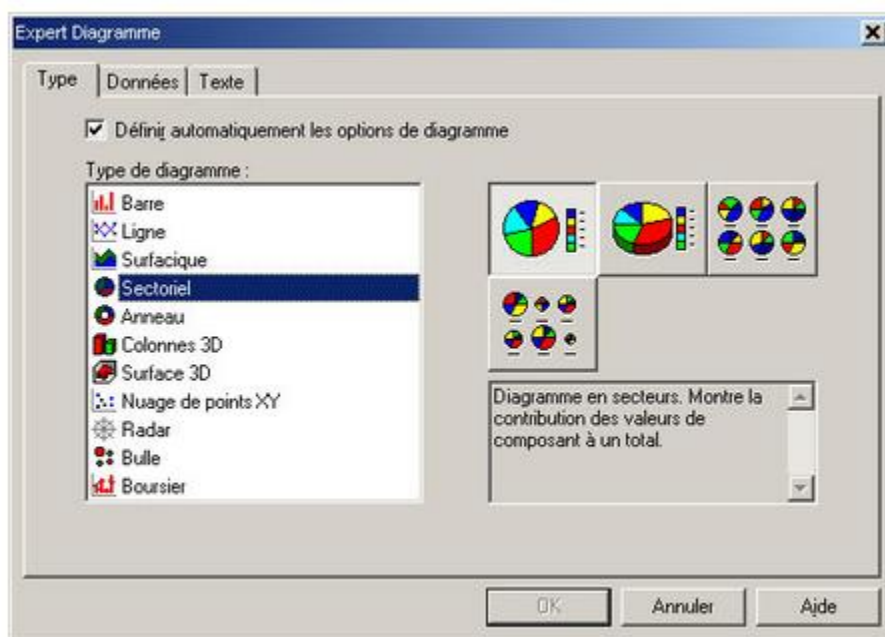 Expert Diagramme
Type Données Texte
Définir automatiquement les options de diagramme
Type de diagramme :
Barre
Ligne
Surfacique
Sectoriel
Anneau
Colonnes 3D
Surface 3D
Nuage de points XY
Radar
Bulle
Boursier
Diagramme en secteurs. Montre la
contribution des valeurs de
composant à un total.
OK Annuler Aide